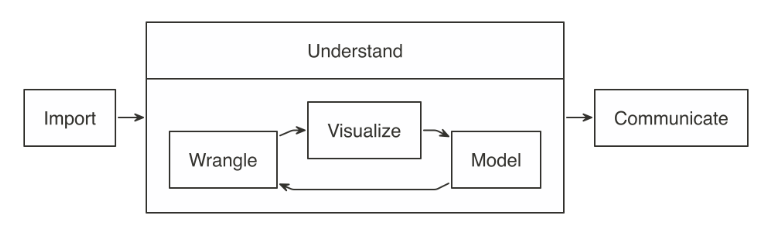 Understand
Import
Visualize
Wrangle
Model
Communicate